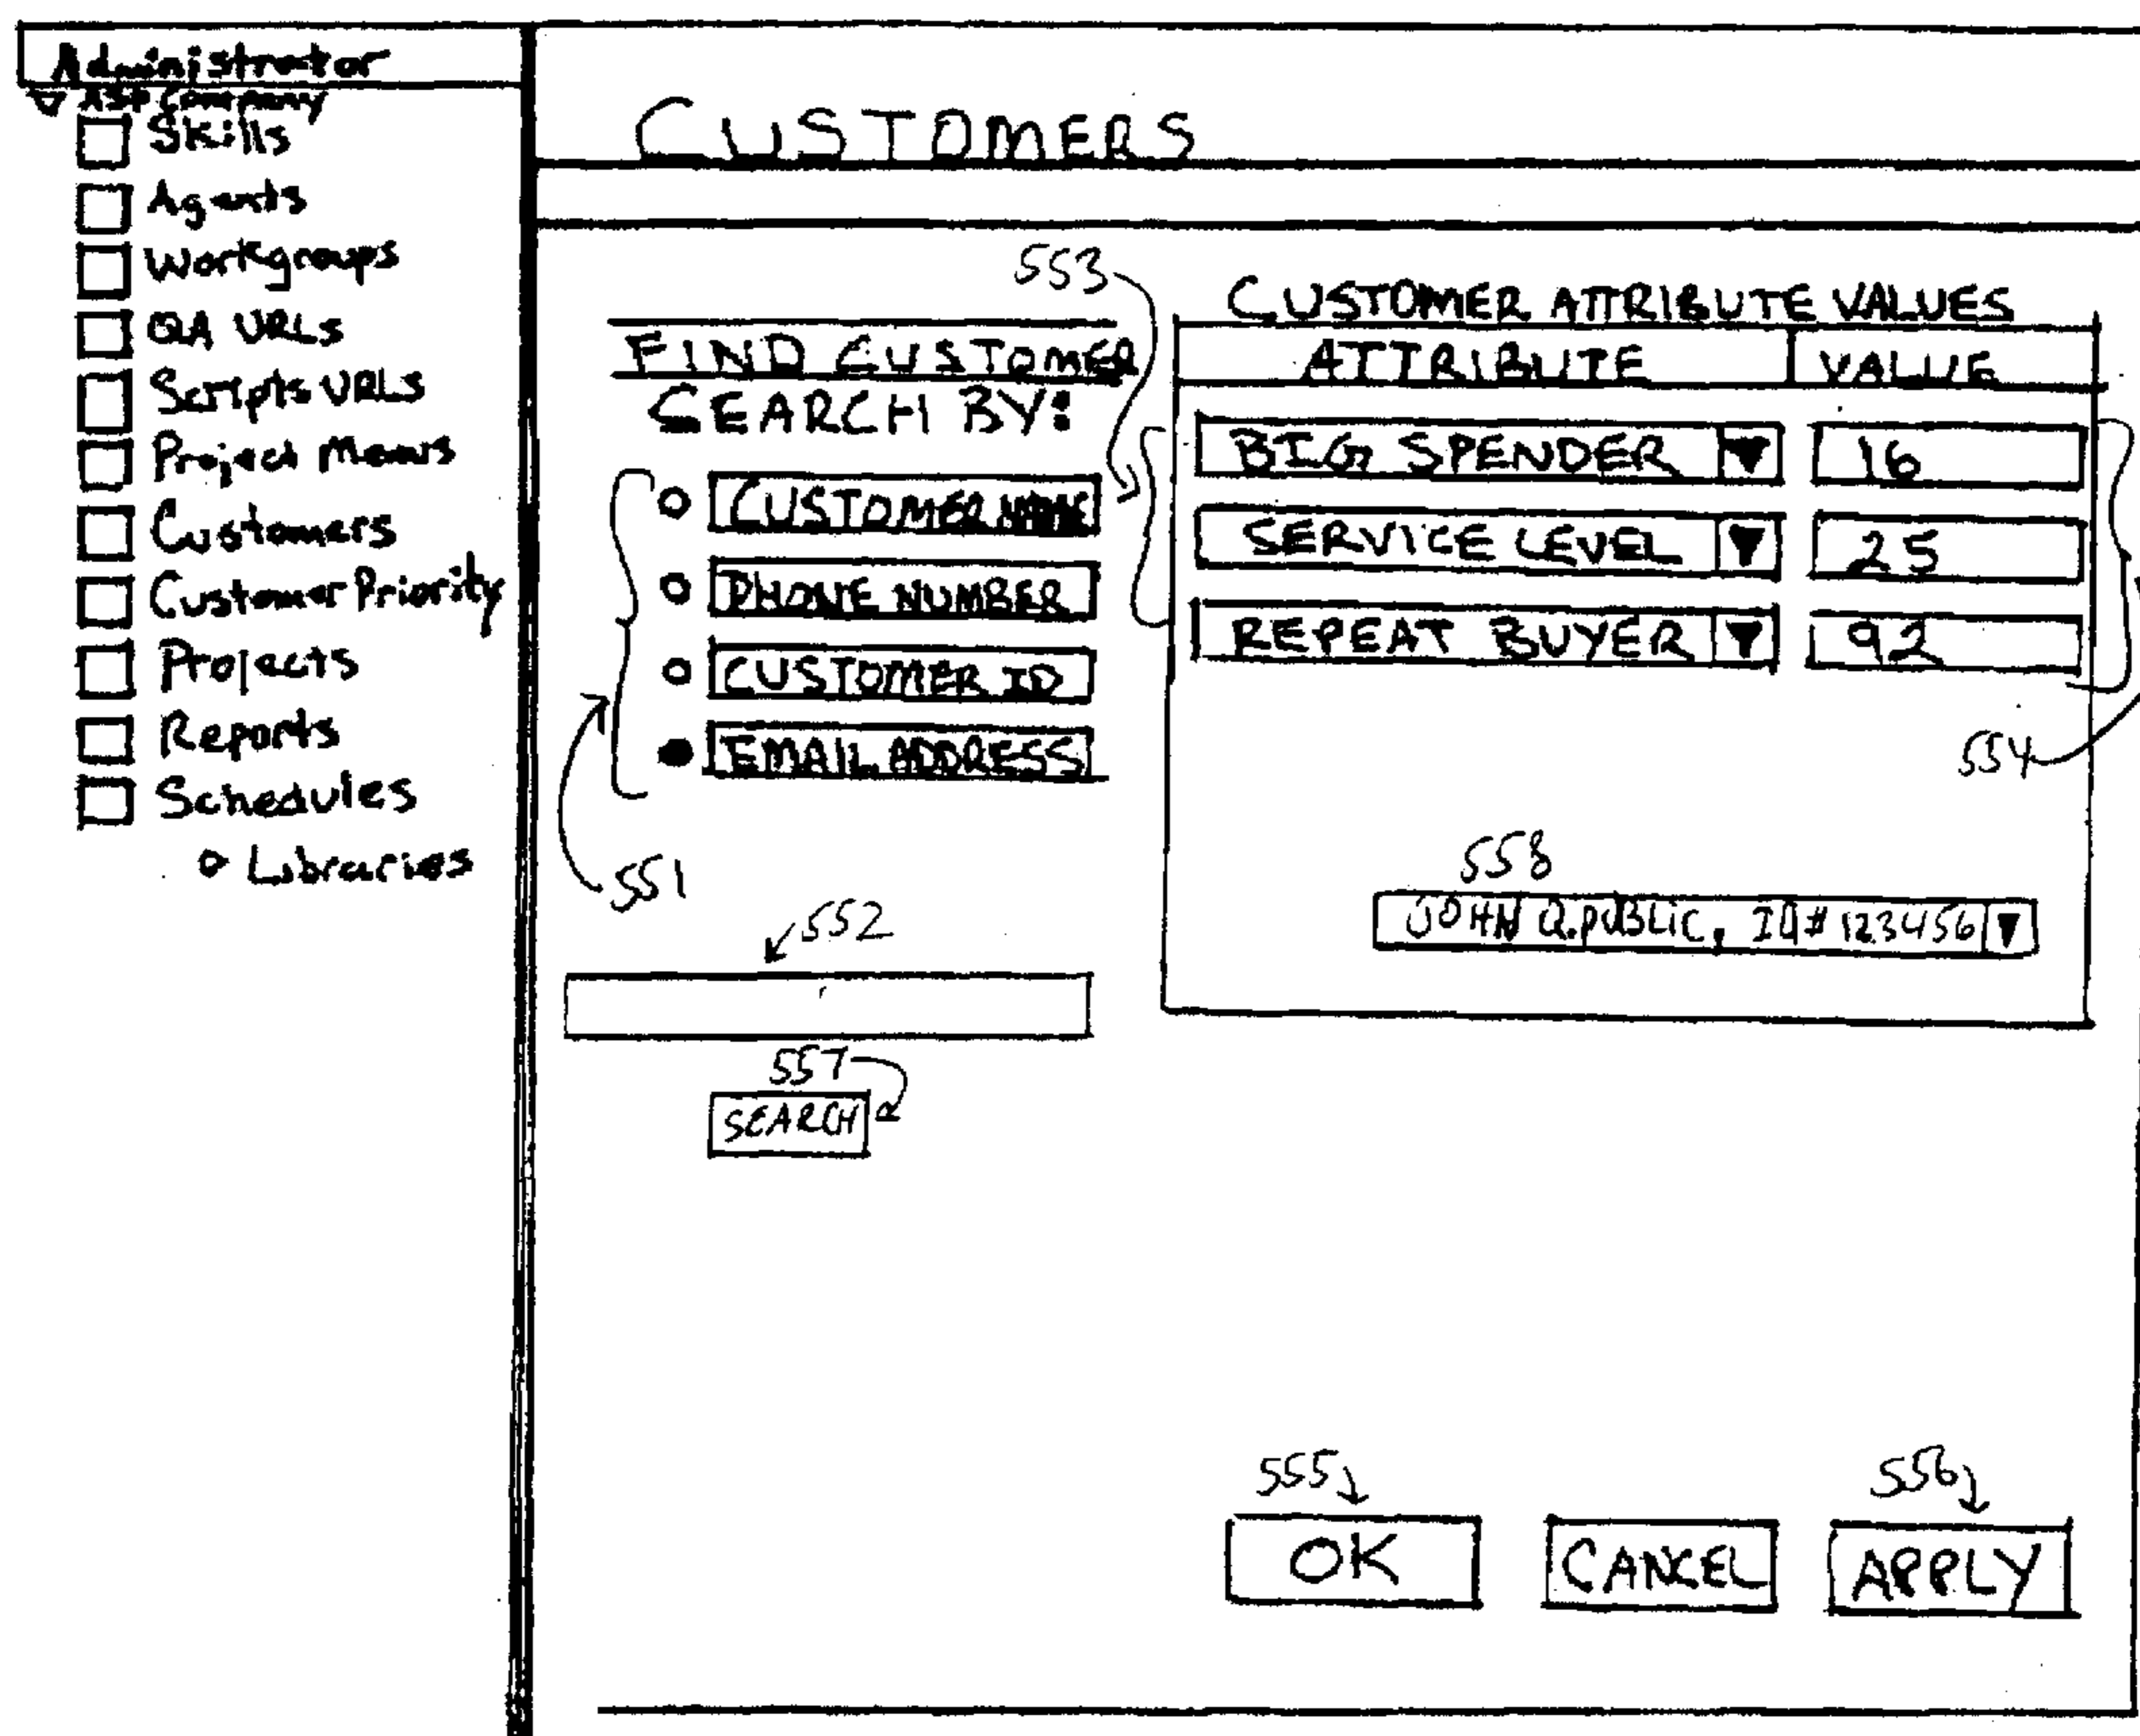 Administrator
ASP Company
Skills
Agents
Workgroups
QA URLs
Scripts URLs
Project Menus
Customers
Customer Priority
Projects
Reports
Schedules
Libraries
CUSTOMERS
553
FIND CUSTOMER
SEARCH BY:
CUSTOMER NAME
PHONE NUMBER
CUSTOMER ID
EMAIL ADDRESS
551
552
557
SEARCH
CUSTOMER ATTRIBUTE VALUES
ATTRIBUTE VALUE
BIG SPENDER 16
SERVICE LEVEL 25
REPEAT BUYER 92
554
558
JOHN Q. PUBLIC, ID # 123456
555
556
OK CANCEL APPLY